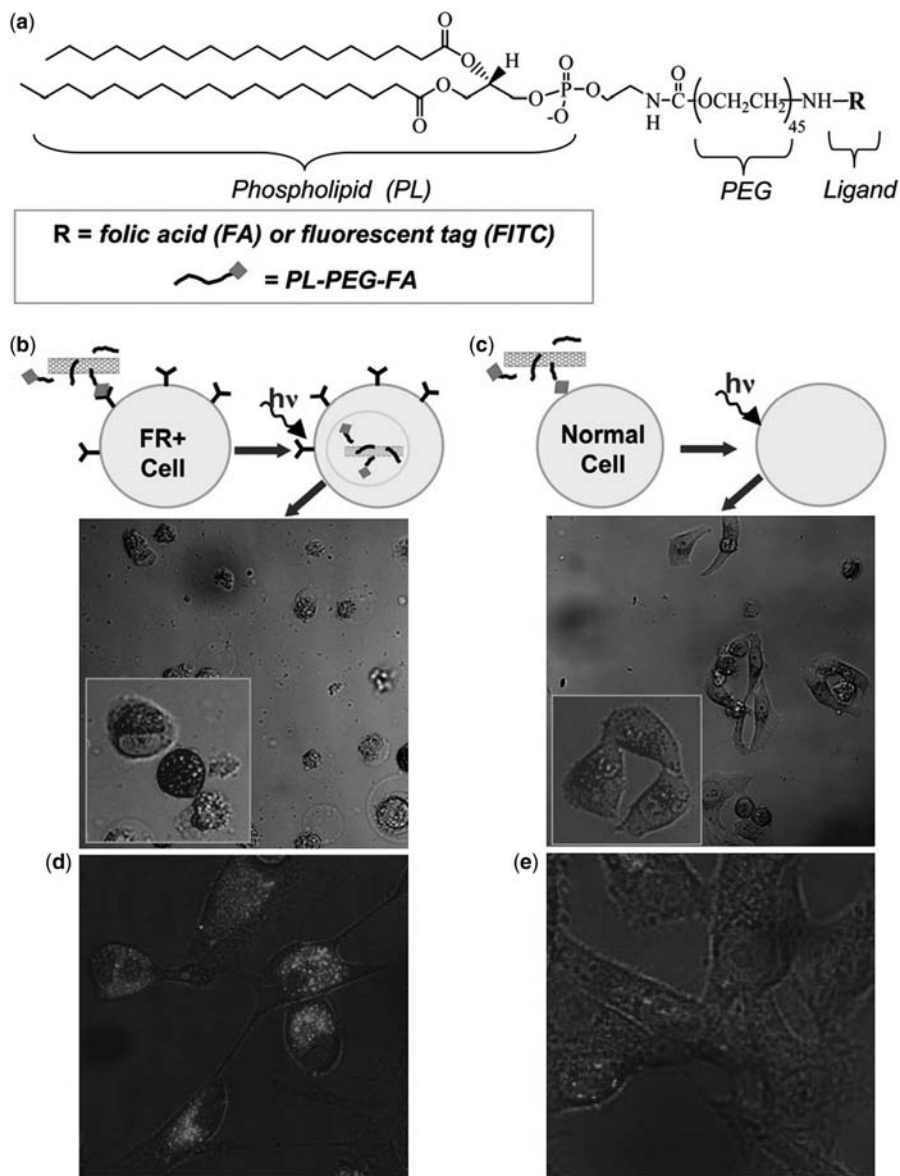 (a)
O
O
H
O
O
O
O
P
O
-O
N
H
C
O
(OCH2CH2)
45
NH
R
O
Phospholipid (PL)
PEG
Ligand
R = folic acid (FA) or fluorescent tag (FITC)
= PL-PEG-FA
(b)
FR+
Cell
hν
(c)
Normal
Cell
hν
(d)
(e)